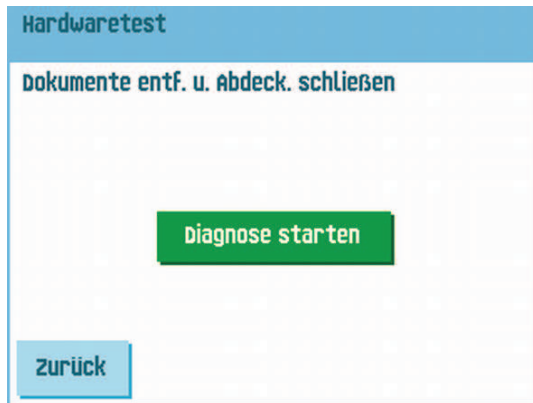 Hardwaretest
Dokumente entf. u. Abdeck. schließen
Diagnose starten
Zurück